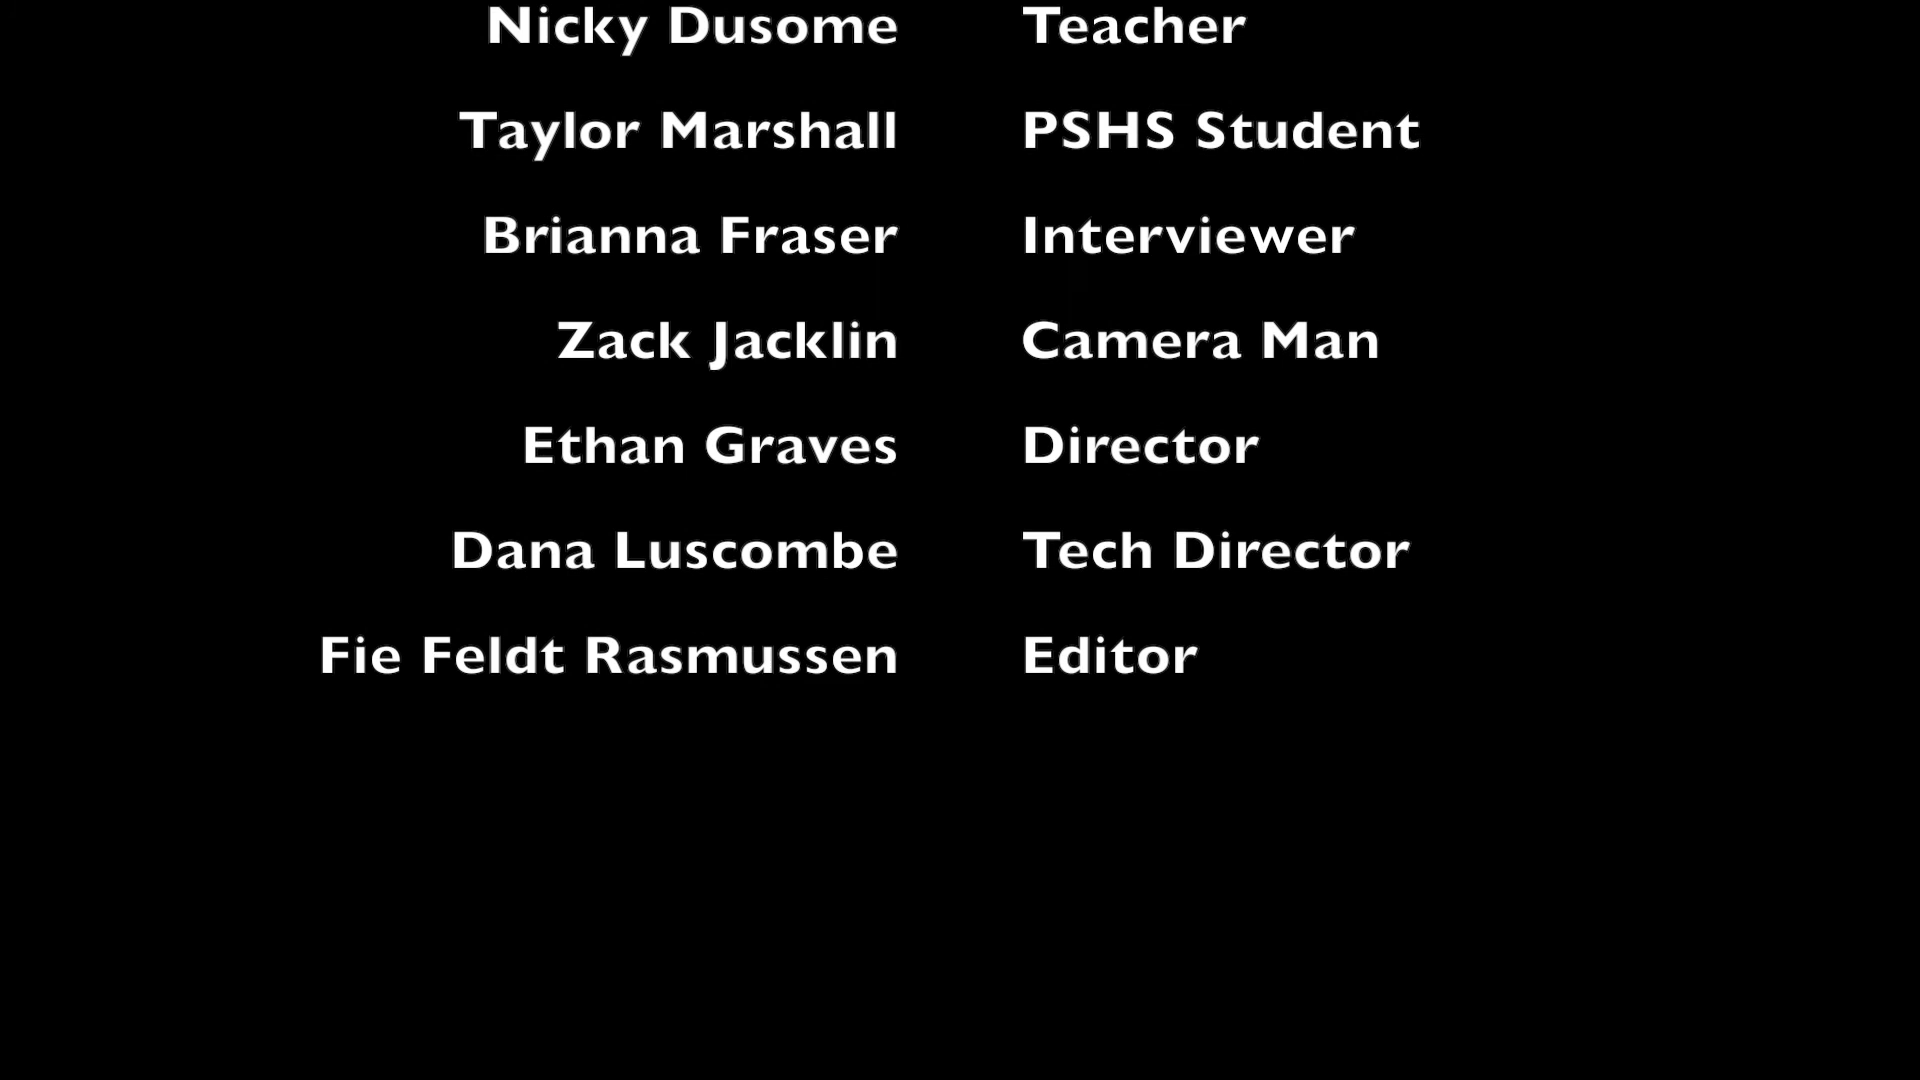 Nicky Dusome Teacher
Taylor Marshall PSHS Student
Brianna Fraser Interviewer
Zack Jacklin Camera Man
Ethan Graves Director
Dana Luscombe Tech Director
Fie Feldt Rasmussen Editor